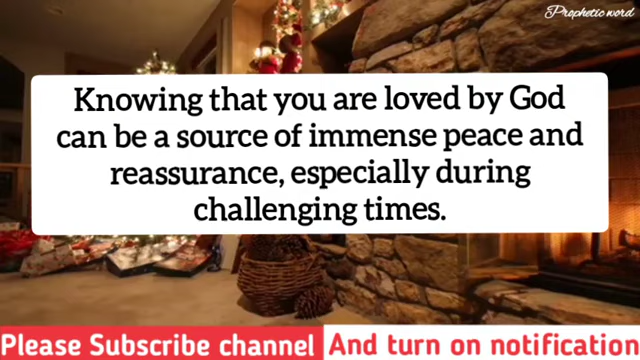 Prophetic word
Knowing that you are loved by God
can be a source of immense peace and
reassurance, especially during
challenging times.
Please Subscribe channel And turn on notification